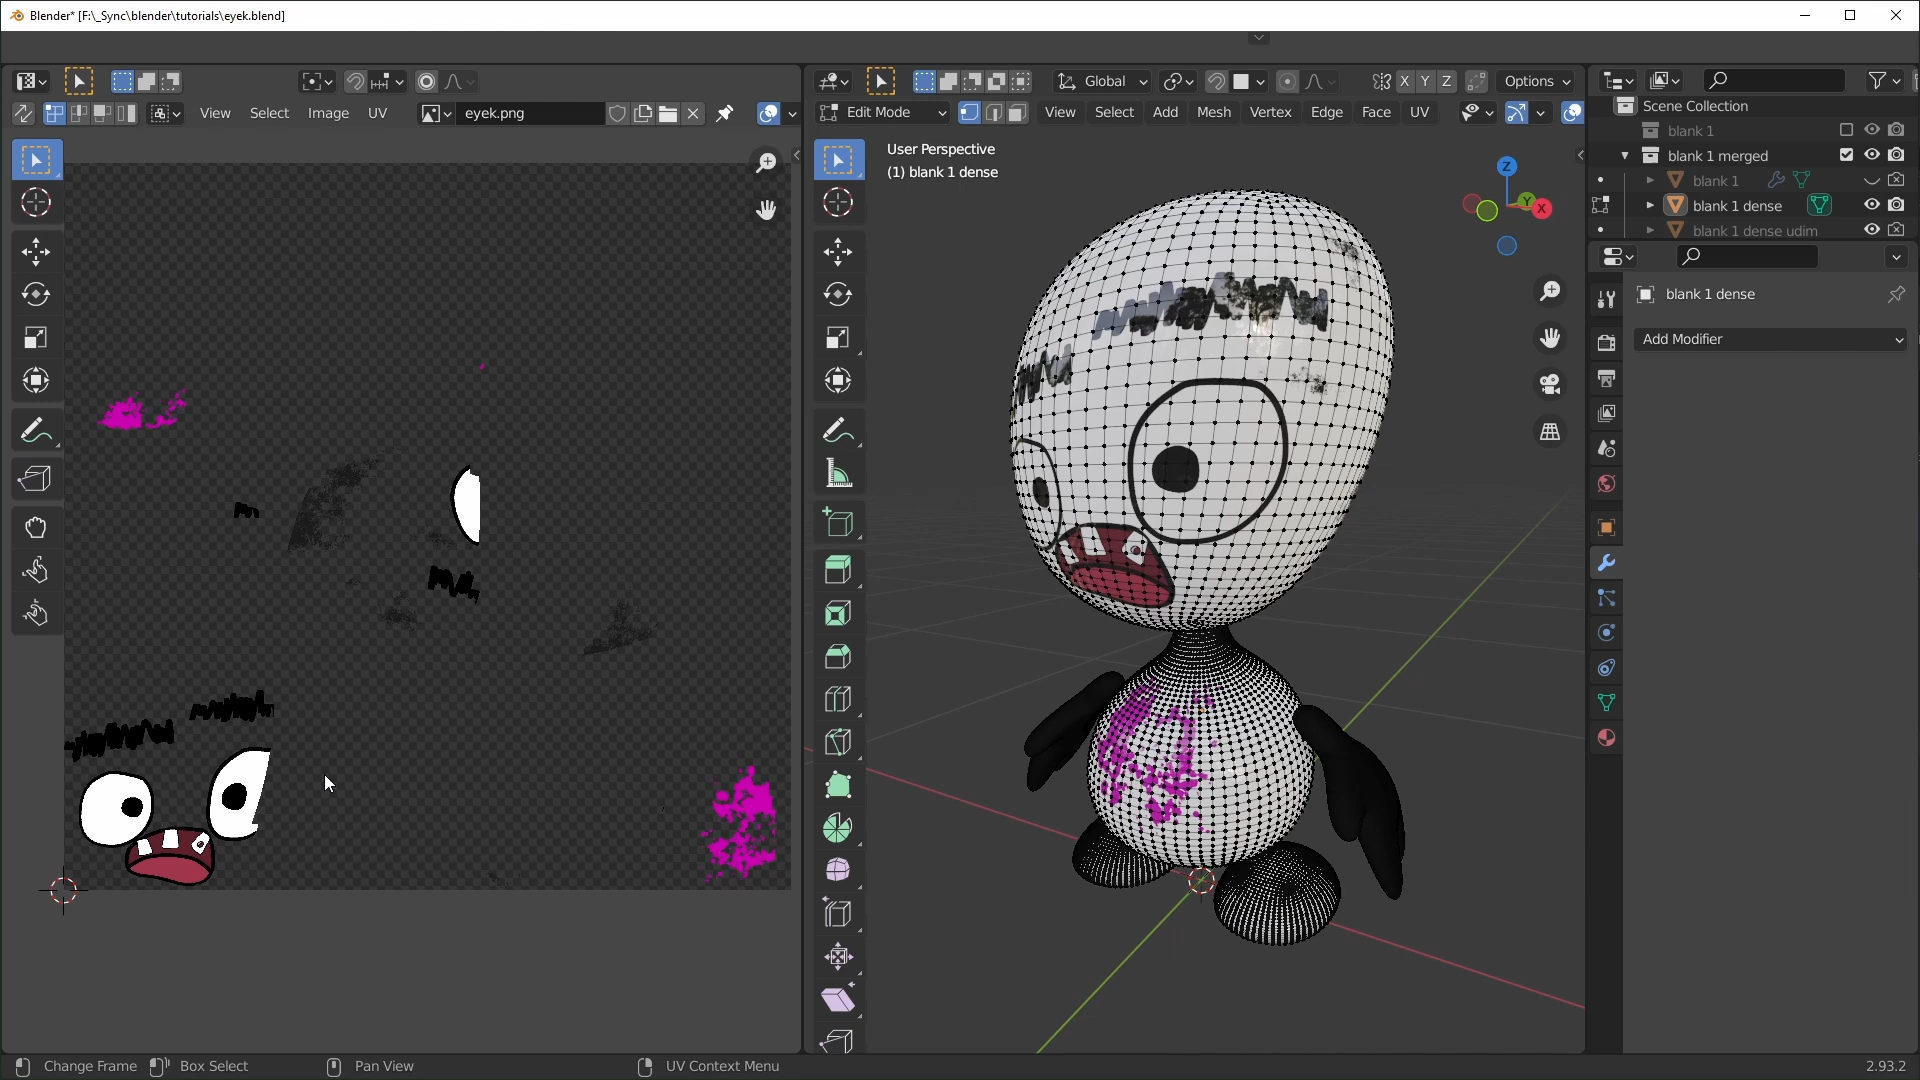 Blender* [F:\_Sync\blender\tutorials\eyek.blend]
Global
X Y Z
Options
View Select Image UV
eyek.png
Edit Mode
View Select Add Mesh Vertex Edge Face UV
User Perspective
(1) blank 1 dense
Z
Y
X
Scene Collection
blank 1
blank 1 merged
blank 1
blank 1 dense
blank 1 dense udim
blank 1 dense
Add Modifier
Change Frame
Box Select
Pan View
UV Context Menu
2.93.2